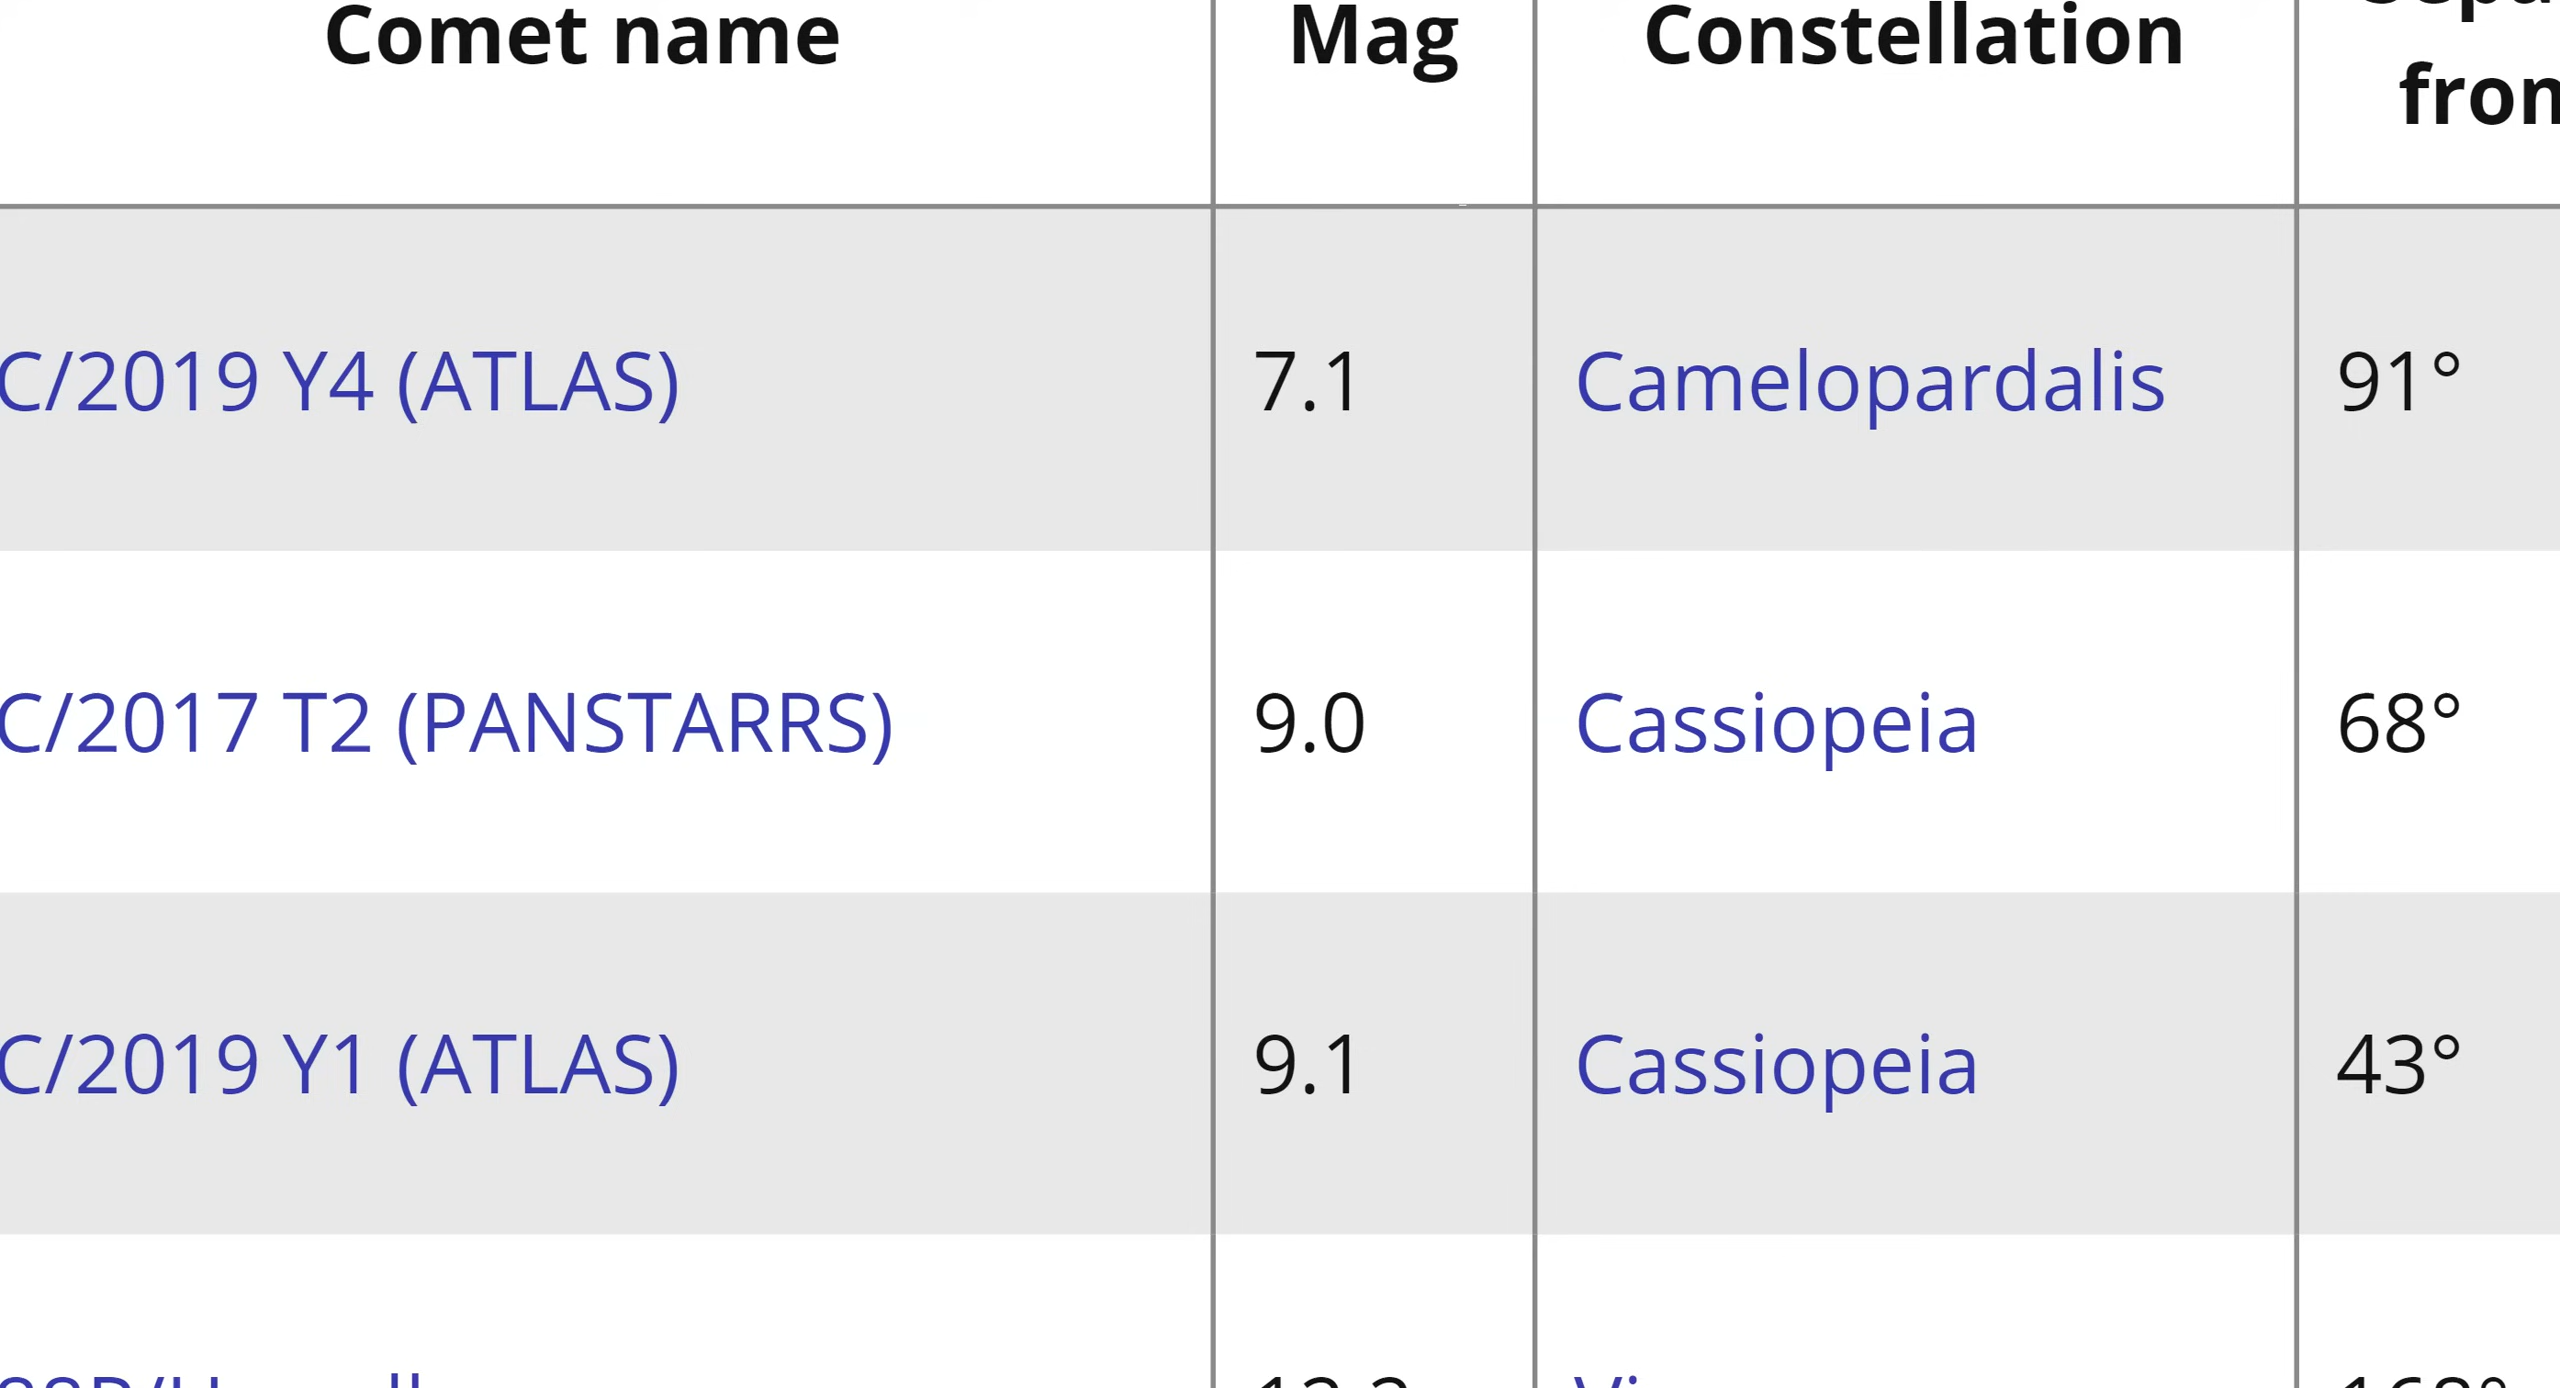 Comet name Mag Constellation
C/2019 Y4 (ATLAS) 7.1 Camelopardalis 91°
C/2017 T2 (PANSTARRS) 9.0 Cassiopeia 68°
C/2019 Y1 (ATLAS) 9.1 Cassiopeia 43°